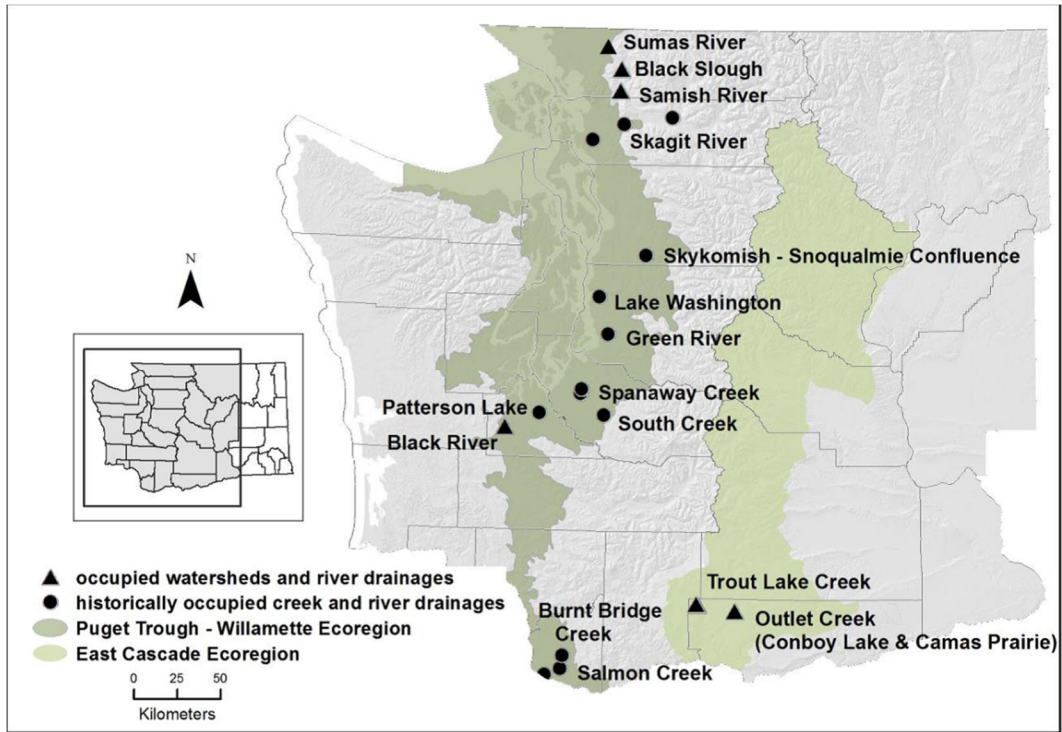 Sumas River
Black Slough
Samish River
Skagit River
Skykomish - Snoqualmie Confluence
N
Lake Washington
Green River
Spanaway Creek
Patterson Lake
South Creek
Black River
Trout Lake Creek
Burnt Bridge
Creek
Outlet Creek
(Conboy Lake & Camas Prairie)
Salmon Creek
occupied watersheds and river drainages
historically occupied creek and river drainages
Puget Trough - Willamette Ecoregion
East Cascade Ecoregion
0 25 50
Kilometers